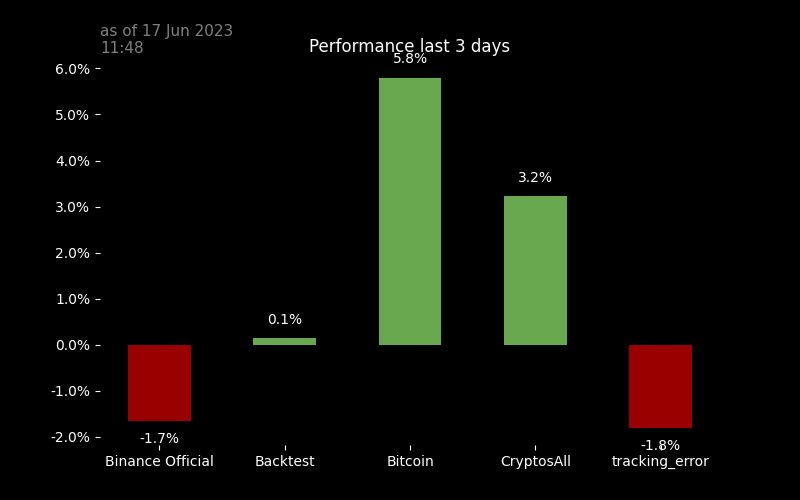 as of 17 Jun 2023
11:48
Performance last 3 days
6.0%
5.0%
4.0%
3.0%
2.0%
1.0%
0.0%
-1.0%
-2.0%
-1.7%
0.1%
5.8%
3.2%
-1.8%
Binance Official
Backtest
Bitcoin
CryptosAll
tracking_error